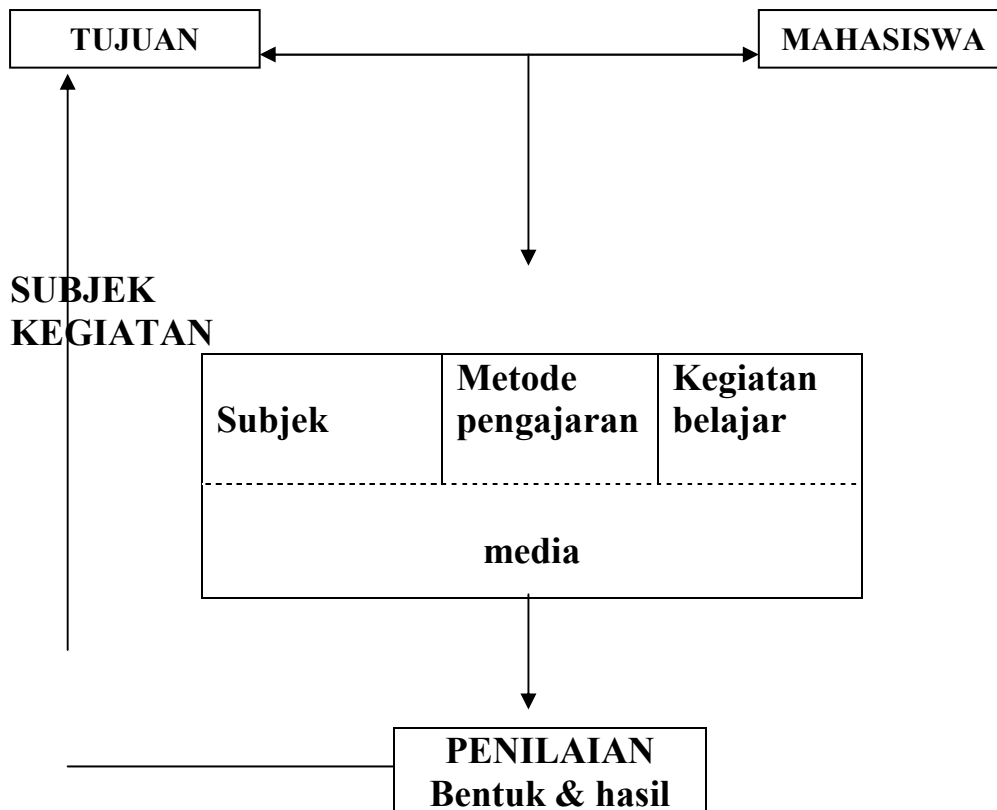 TUJUAN
MAHASISWA
SUBJEK
KEGIATAN
Subjek
Metode
pengajaran
Kegiatan
belajar
media
PENILAIAN
Bentuk & hasil